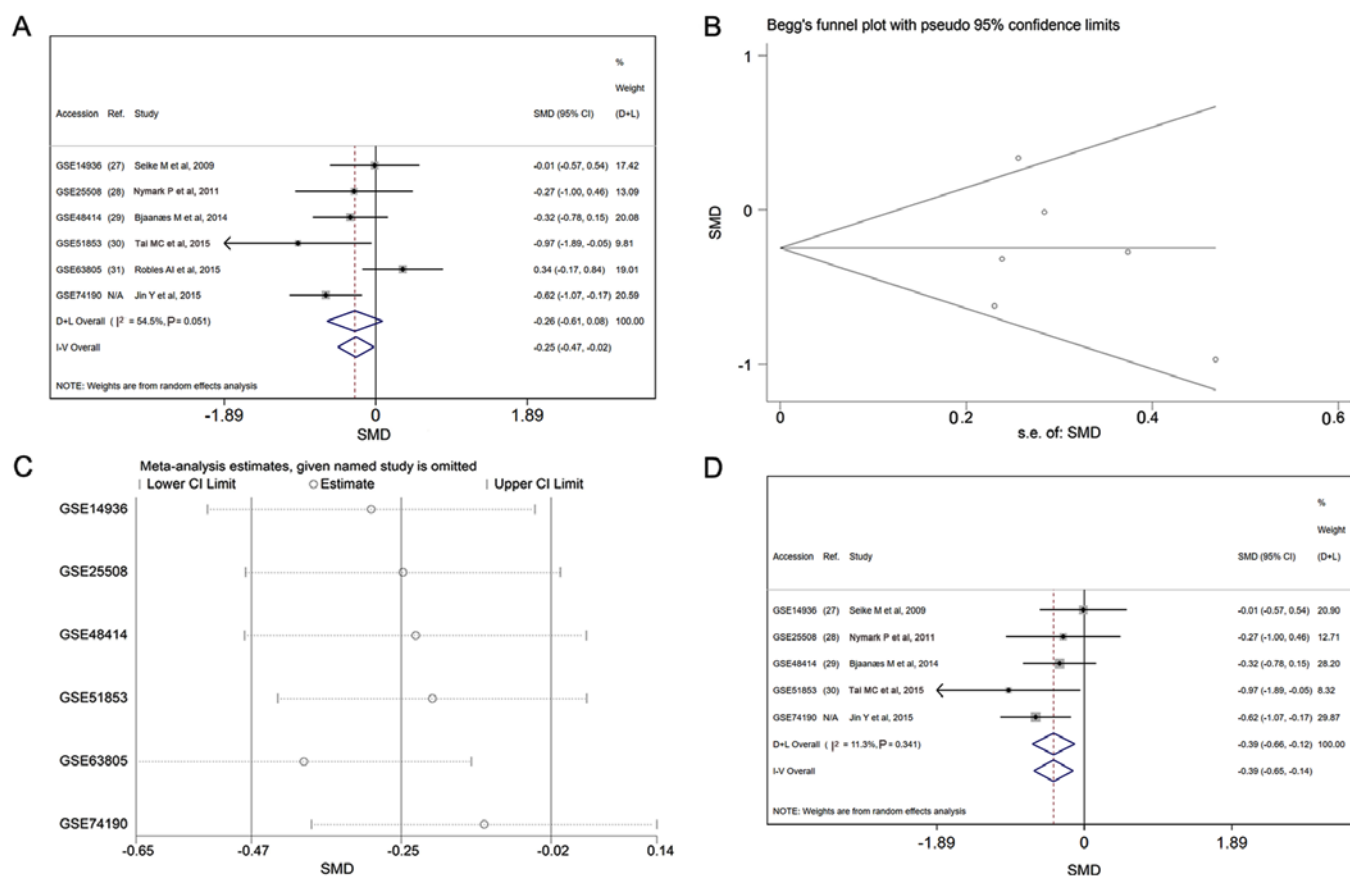 A
%
Weight
Accession Ref. Study SMD (95% CI) (D+L)
GSE14936 (27) Seike M et al, 2009 -0.01 (-0.57, 0.54) 17.42
GSE25508 (28) Nymark P et al, 2011 -0.27 (-1.00, 0.46) 13.09
GSE48414 (29) Bjaanæs M et al, 2014 -0.32 (-0.78, 0.15) 20.08
GSE51853 (30) Tai MC et al, 2015 -0.97 (-1.89, -0.05) 9.81
GSE63805 (31) Robles AI et al, 2015 0.34 (-0.17, 0.84) 19.01
GSE74190 N/A Jin Y et al, 2015 -0.62 (-1.07, -0.17) 20.59
D+L Overall ( I² = 54.5%, P = 0.051) -0.26 (-0.61, 0.08) 100.00
I-V Overall -0.25 (-0.47, -0.02)
NOTE: Weights are from random effects analysis
-1.89 0 1.89
SMD
B
Begg's funnel plot with pseudo 95% confidence limits
1
0
-1
SMD
0 0.2 0.4 0.6
s.e. of: SMD
C
Meta-analysis estimates, given named study is omitted
Lower CI Limit Estimate Upper CI Limit
GSE14936
GSE25508
GSE48414
GSE51853
GSE63805
GSE74190
-0.65 -0.47 -0.25 -0.02 0.14
SMD
D
%
Weight
Accession Ref. Study SMD (95% CI) (D+L)
GSE14936 (27) Seike M et al, 2009 -0.01 (-0.57, 0.54) 20.90
GSE25508 (28) Nymark P et al, 2011 -0.27 (-1.00, 0.46) 12.71
GSE48414 (29) Bjaanæs M et al, 2014 -0.32 (-0.78, 0.15) 28.20
GSE51853 (30) Tai MC et al, 2015 -0.97 (-1.89, -0.05) 8.32
GSE74190 N/A Jin Y et al, 2015 -0.62 (-1.07, -0.17) 29.87
D+L Overall ( I² = 11.3%, P = 0.341) -0.39 (-0.66, -0.12) 100.00
I-V Overall -0.39 (-0.65, -0.14)
NOTE: Weights are from random effects analysis
-1.89 0 1.89
SMD